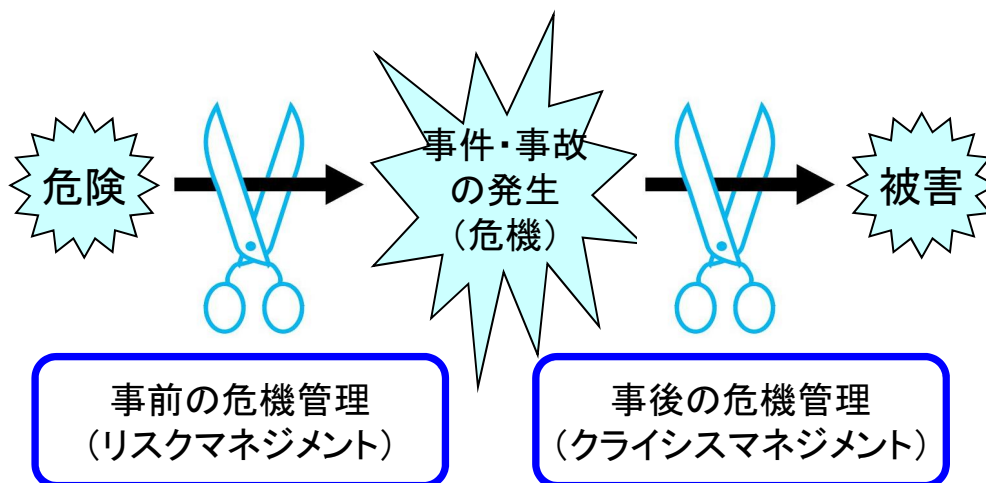 危険
事件・事故
の発生
（危機）
被害
事前の危機管理
（リスクマネジメント）
事後の危機管理
（クライシスマネジメント）